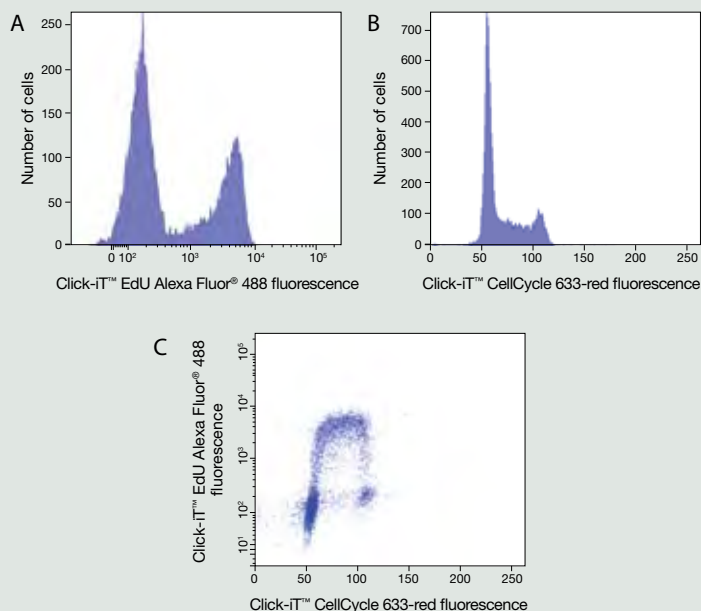 A
Number of cells
250
200
150
100
50
0
0 10² 10³ 10⁴ 10⁵
Click-iT™ EdU Alexa Fluor® 488 fluorescence
B
Number of cells
700
600
500
400
300
200
100
0
0 50 100 150 200 250
Click-iT™ CellCycle 633-red fluorescence
C
Click-iT™ EdU Alexa Fluor® 488
fluorescence
10⁵
10⁴
10³
10²
10¹
0 50 100 150 200 250
Click-iT™ CellCycle 633-red fluorescence